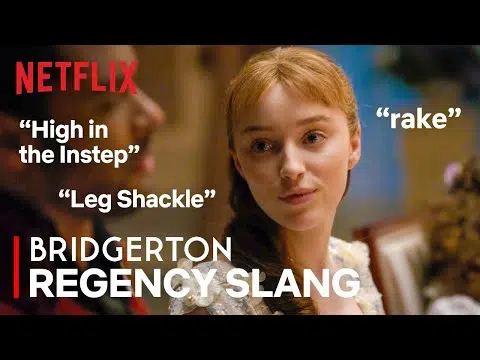 NETFLIX
“High in
the Instep”
“rake”
“Leg Shackle”
BRIDGERTON
REGENCY SLANG